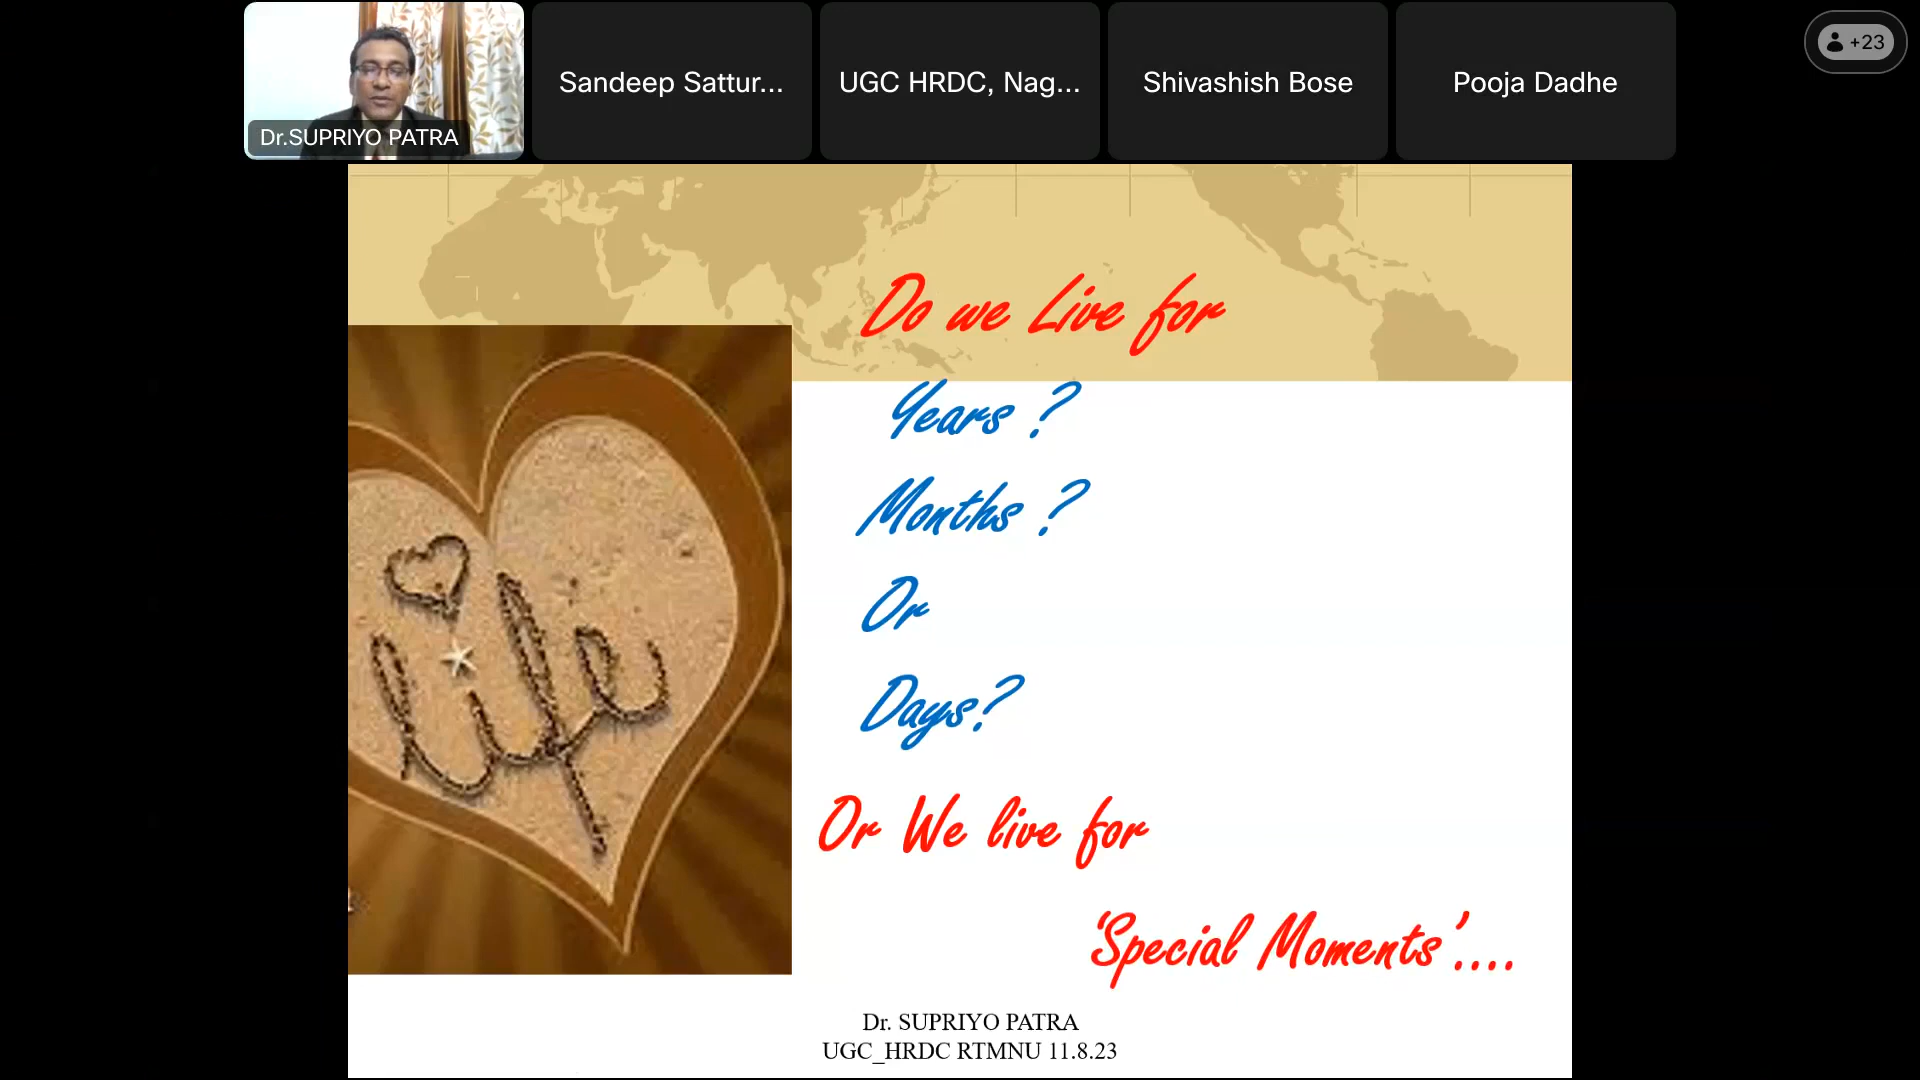 Dr.SUPRIYO PATRA
Sandeep Sattur...
UGC HRDC, Nag...
Shivashish Bose
Pooja Dadhe
+23
Do we Live for
Years ?
Months ?
Or
Days?
Or We live for
‘Special Moments’....
life
Dr. SUPRIYO PATRA
UGC_HRDC RTMNU 11.8.23